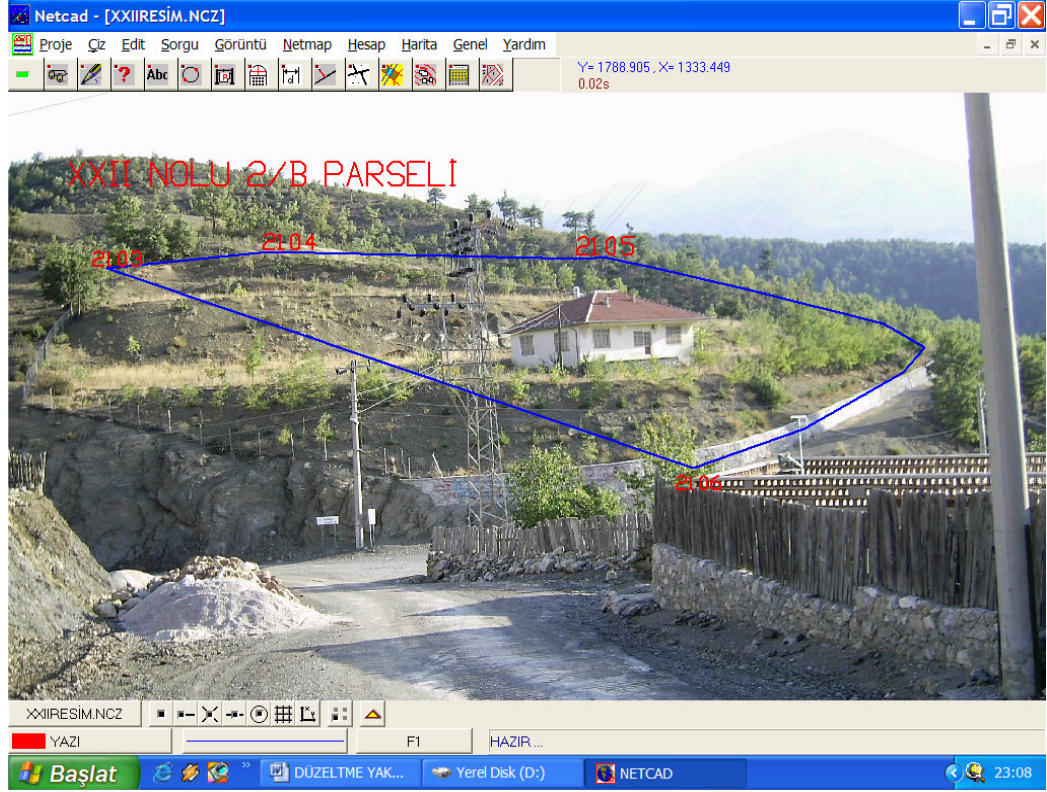 Netcad - [XXIIRESİM.NCZ]
Proje Çiz Edit Sorgu Görüntü Netmap Hesap Harita Genel Yardım
Abc
Y= 1788.905 , X= 1333.449
0.02s
XXII NOLU 2/B PARSELİ
2103
2104
2105
2106
XXIIRESİM.NCZ
YAZI
F1
HAZIR ...
Başlat
DÜZELTME YAK...
Yerel Disk (D:)
NETCAD
23:08